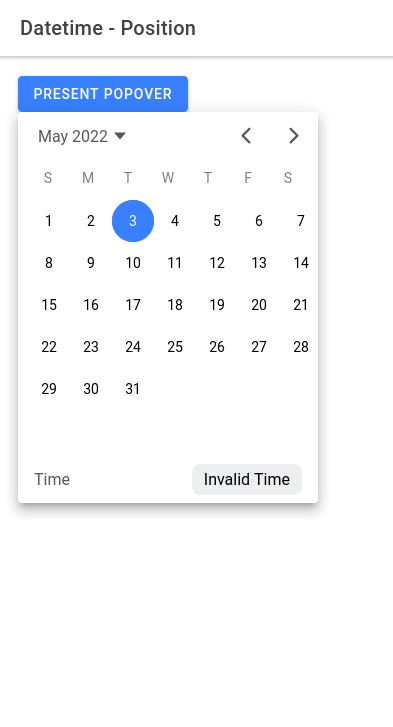 Datetime - Position
PRESENT POPOVER
May 2022
S M T W T F S
1 2 3 4 5 6 7
8 9 10 11 12 13 14
15 16 17 18 19 20 21
22 23 24 25 26 27 28
29 30 31
Time Invalid Time